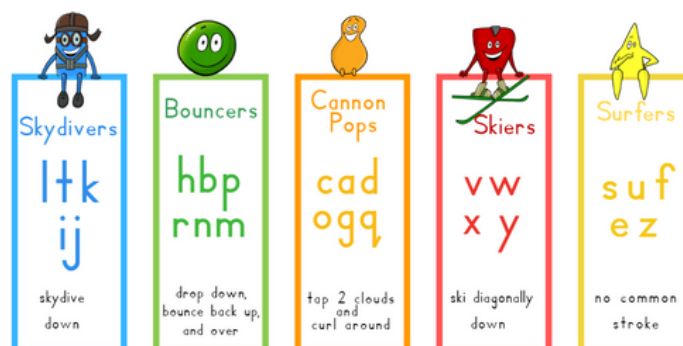 Skydivers
ltk
ij
skydive
down
Bouncers
hbp
rnm
drop down,
bounce back up,
and over
Cannon
Pops
cad
ogq
tap 2 clouds
and
curl around
Skiers
vw
x y
ski diagonally
down
Surfers
suf
ez
no common
stroke